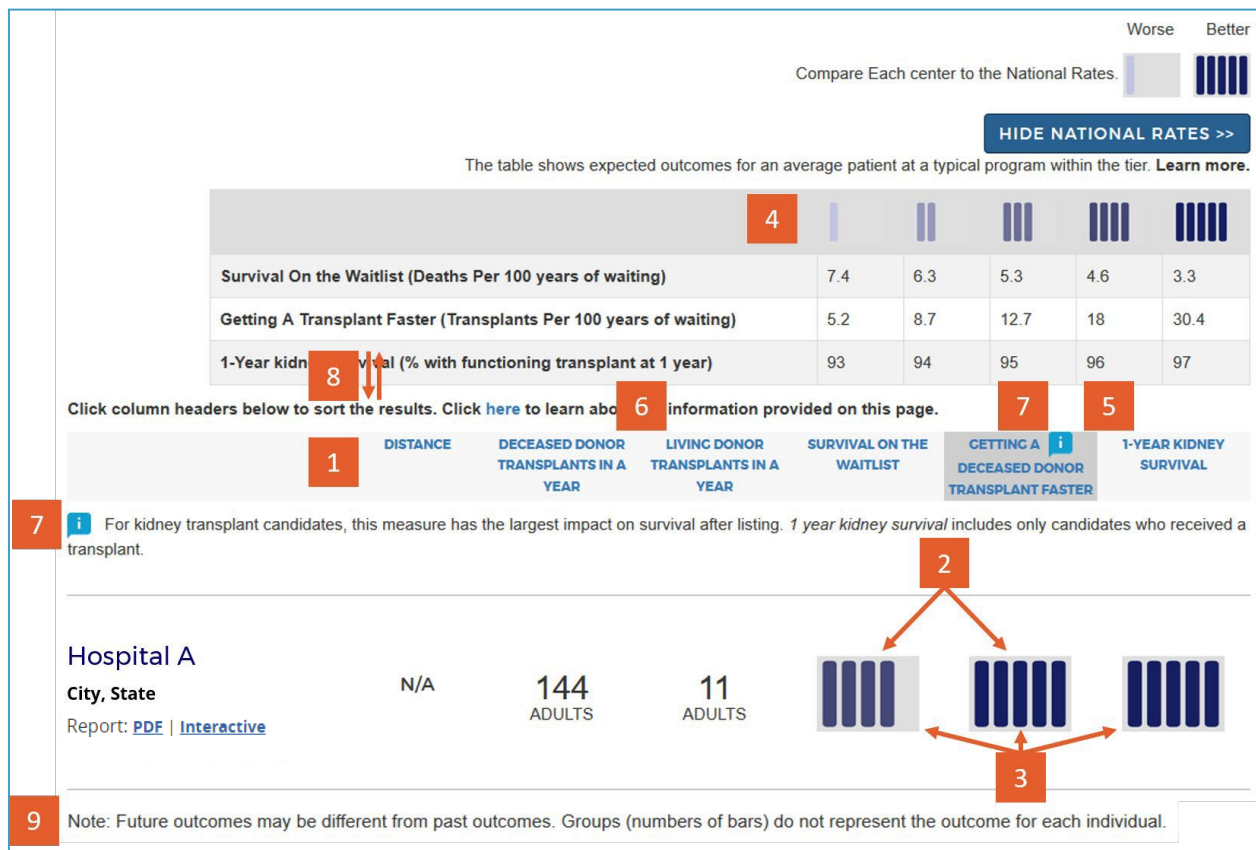 Worse Better
Compare Each center to the National Rates.
HIDE NATIONAL RATES >>
The table shows expected outcomes for an average patient at a typical program within the tier. Learn more.
4
Survival On the Waitlist (Deaths Per 100 years of waiting) 7.4 6.3 5.3 4.6 3.3
Getting A Transplant Faster (Transplants Per 100 years of waiting) 5.2 8.7 12.7 18 30.4
1-Year (% with functioning transplant at 1 year) 93 94 95 96 97
8
Click column headers below to sort the results. Click here to learn information provided on this page.
6 7 5
1
DISTANCE
DECEASED DONOR
TRANSPLANTS IN A
YEAR
LIVING DONOR
TRANSPLANTS IN A
YEAR
SURVIVAL ON THE
WAITLIST
GETTING A i
DECEASED DONOR
TRANSPLANT FASTER
1-YEAR KIDNEY
SURVIVAL
7
i For kidney transplant candidates, this measure has the largest impact on survival after listing. 1 year kidney survival includes only candidates who received a
transplant.
2
Hospital A
City, State
Report: PDF | Interactive
N/A
144
ADULTS
11
ADULTS
3
9
Note: Future outcomes may be different from past outcomes. Groups (numbers of bars) do not represent the outcome for each individual.